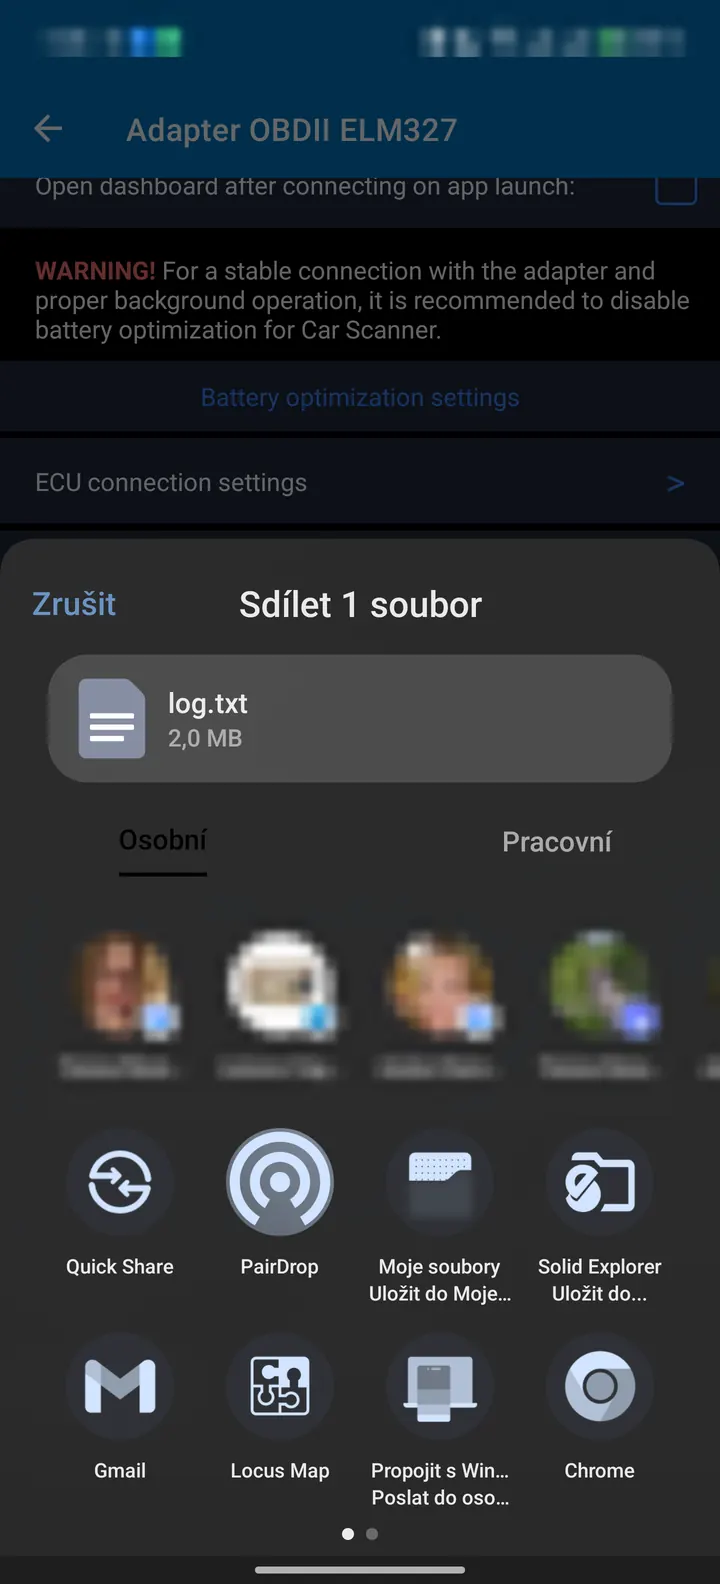 Adapter OBDII ELM327
Open dashboard after connecting on app launch:
WARNING! For a stable connection with the adapter and
proper background operation, it is recommended to disable
battery optimization for Car Scanner.
Battery optimization settings
ECU connection settings
>
Zrušit
Sdílet 1 soubor
log.txt
2,0 MB
Osobní
Pracovní
Quick Share
PairDrop
Moje soubory
Uložit do Moje…
Solid Explorer
Uložit do...
Gmail
Locus Map
Propojit s Win…
Poslat do oso…
Chrome